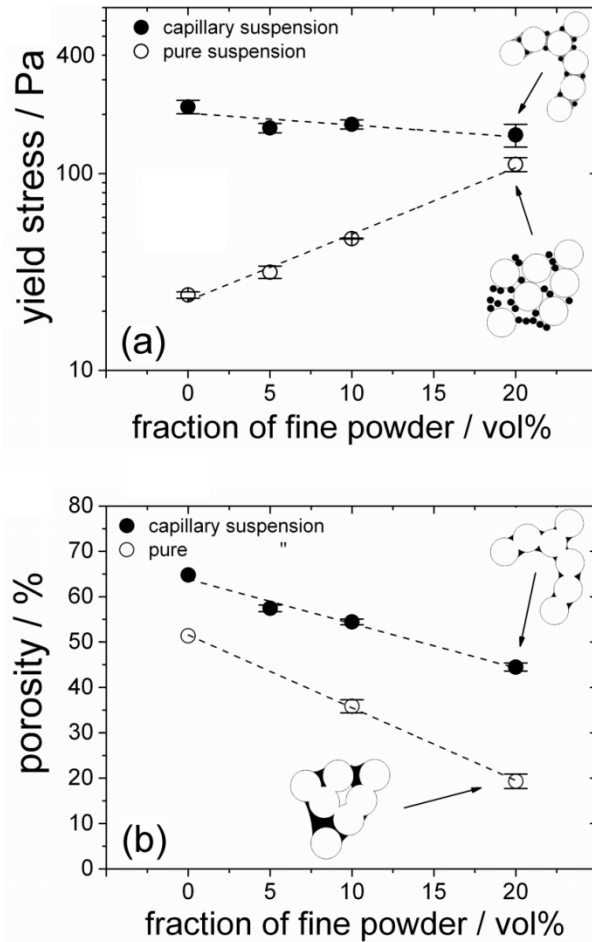 capillary suspension
pure suspension
400
100
10
yield stress / Pa
(a)
0 5 10 15 20
fraction of fine powder / vol%
80
70
60
50
40
30
20
10
0
capillary suspension
pure "
porosity / %
(b)
0 5 10 15 20
fraction of fine powder / vol%